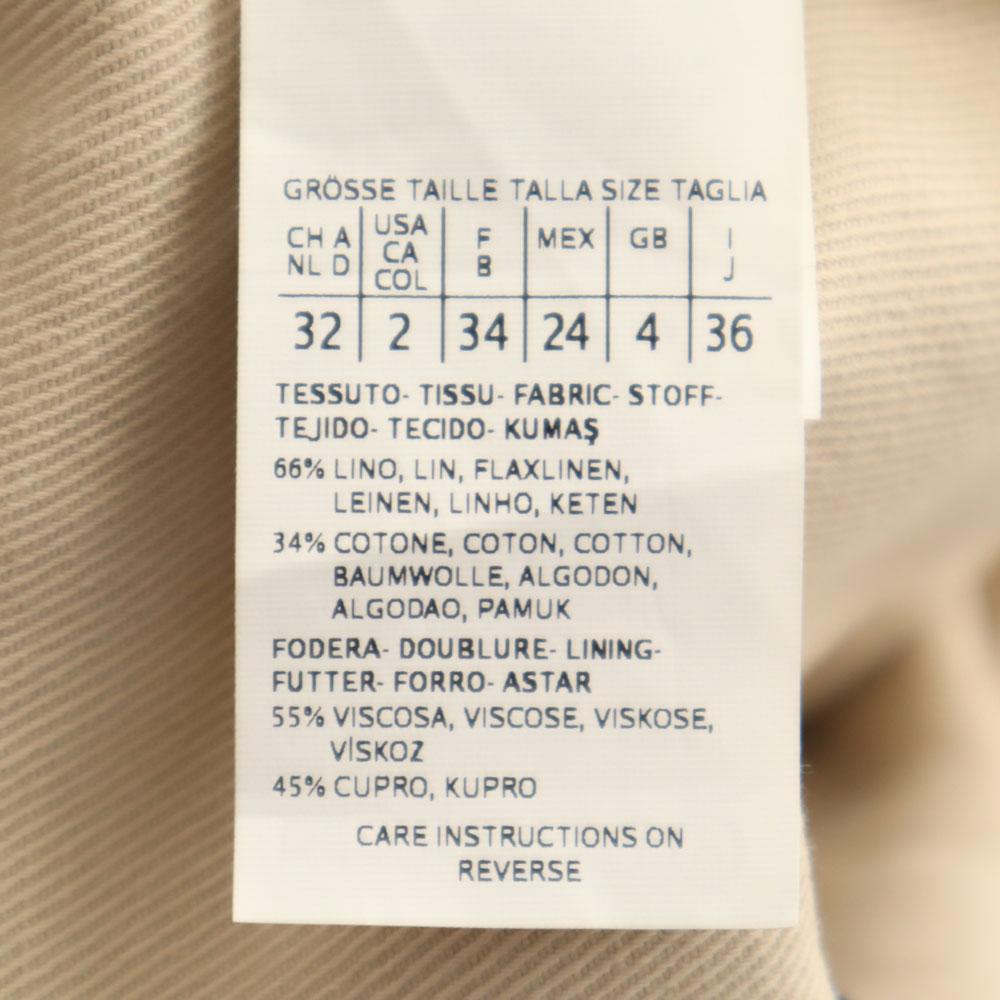 GRÖSSE TAILLE TALLA SIZE TAGLIA
CH A NL D | USA CA COL | F B | MEX | GB | I J
32 | 2 | 34 | 24 | 4 | 36
TESSUTO- TISSU- FABRIC- STOFF-
TEJIDO- TECIDO- KUMAŞ
66% LINO, LIN, FLAXLINEN,
LEINEN, LINHO, KETEN
34% COTONE, COTON, COTTON,
BAUMWOLLE, ALGODON,
ALGODAO, PAMUK
FODERA- DOUBLURE- LINING-
FUTTER- FORRO- ASTAR
55% VISCOSA, VISCOSE, VISKOSE,
VİSKOZ
45% CUPRO, KUPRO
CARE INSTRUCTIONS ON
REVERSE